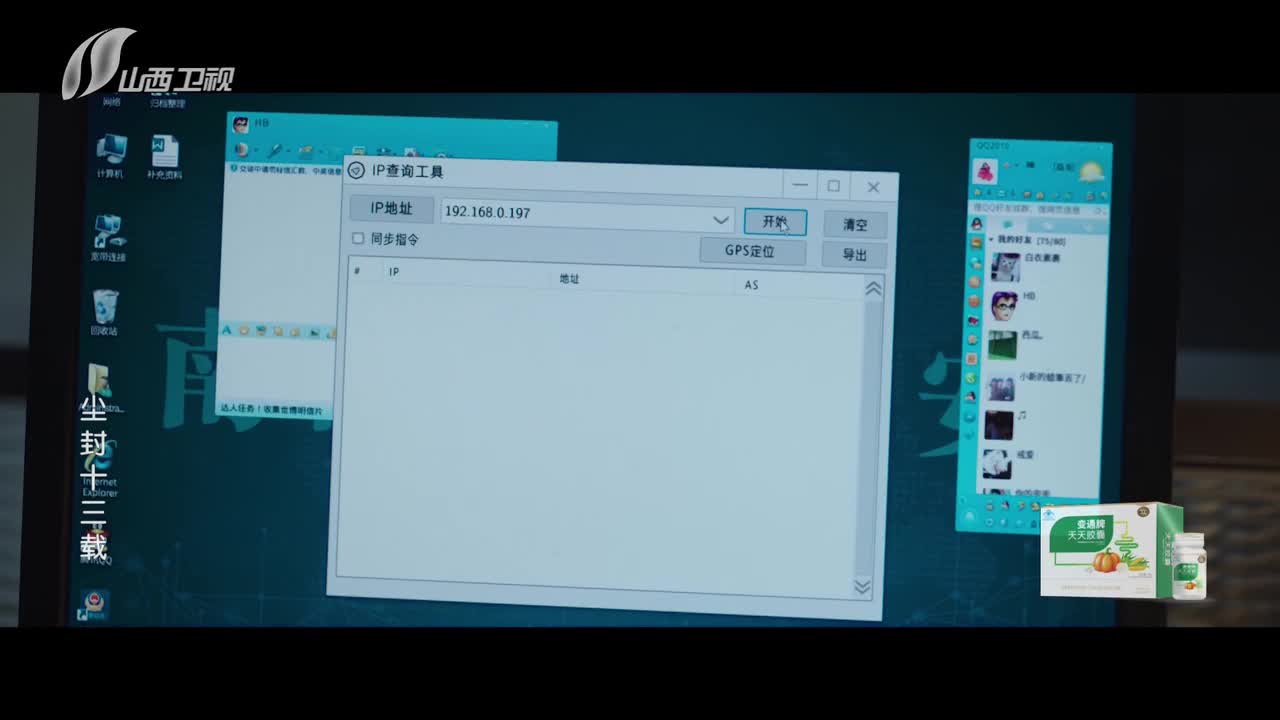 山西卫视
网络
归档整理
计算机
补充资料
宽带连接
回收站
Internet
Explorer
尘封十三载
HB
IP查询工具
IP地址
192.168.0.197
开始
清空
同步指令
GPS定位
导出
#
IP
地址
AS
达人任务！收集世博明信片
QQ2010
我的好友 [75/80]
白衣素裹
HB
西瓜
小新的蜡筆丟了/
戒爱
变通牌
天天胶囊